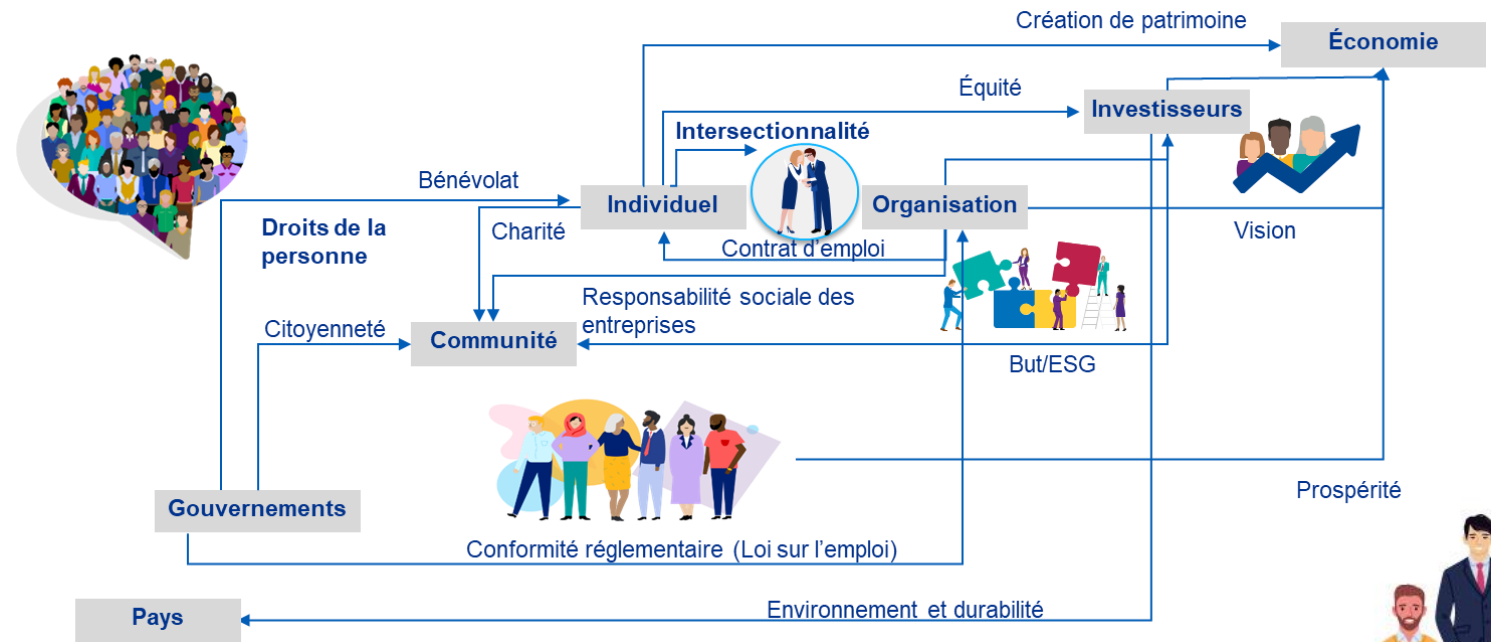 Création de patrimoine
Économie
Équité
Investisseurs
Intersectionnalité
Bénévolat
Individuel
Organisation
Droits de la
personne
Charité
Vision
Contrat d'emploi
Responsabilité sociale des
entreprises
Citoyenneté
Communité
But/ESG
Prospérité
Gouvernements
Conformité réglementaire (Loi sur l'emploi)
Pays
Environnement et durabilité